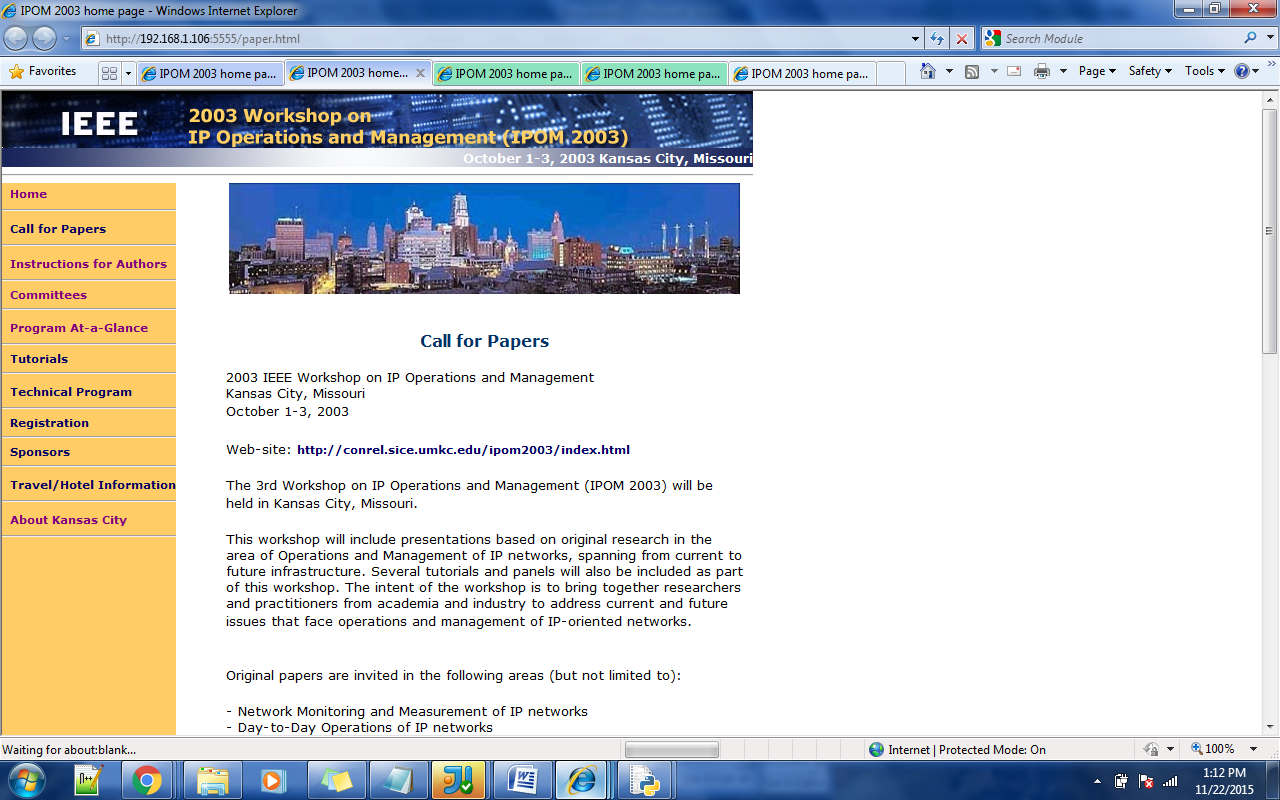 IPOM 2003 home page - Windows Internet Explorer
http://192.168.1.106:5555/paper.html
Search Module
Favorites
IPOM 2003 home pa...
IPOM 2003 home...
IPOM 2003 home pa...
IPOM 2003 home pa...
IPOM 2003 home pa...
Page
Safety
Tools
IEEE
2003 Workshop on
IP Operations and Management (IPOM 2003)
October 1-3, 2003 Kansas City, Missouri
Home
Call for Papers
Instructions for Authors
Committees
Program At-a-Glance
Tutorials
Technical Program
Registration
Sponsors
Travel/Hotel Information
About Kansas City
Call for Papers
2003 IEEE Workshop on IP Operations and Management
Kansas City, Missouri
October 1-3, 2003
Web-site: http://conrel.sice.umkc.edu/ipom2003/index.html
The 3rd Workshop on IP Operations and Management (IPOM 2003) will be
held in Kansas City, Missouri.
This workshop will include presentations based on original research in the
area of Operations and Management of IP networks, spanning from current to
future infrastructure. Several tutorials and panels will also be included as part
of this workshop. The intent of the workshop is to bring together researchers
and practitioners from academia and industry to address current and future
issues that face operations and management of IP-oriented networks.
Original papers are invited in the following areas (but not limited to):
- Network Monitoring and Measurement of IP networks
- Day-to-Day Operations of IP networks
Waiting for about:blank...
Internet | Protected Mode: On
100%
1:12 PM
11/22/2015